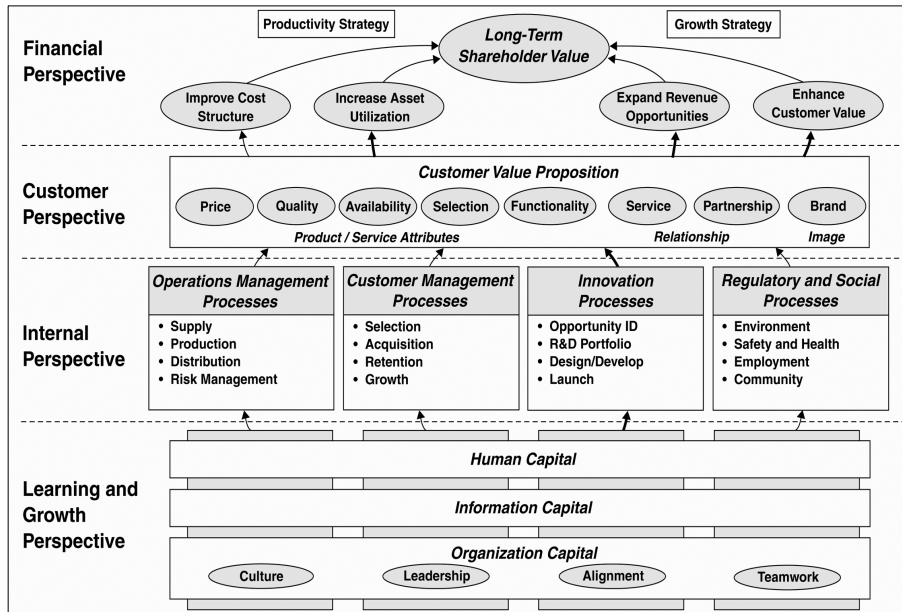 Productivity Strategy
Growth Strategy
Financial
Perspective
Long-Term
Shareholder Value
Improve Cost
Structure
Increase Asset
Utilization
Expand Revenue
Opportunities
Enhance
Customer Value
Customer
Perspective
Customer Value Proposition
Price
Quality
Availability
Selection
Functionality
Service
Partnership
Brand
Product / Service Attributes
Relationship
Image
Internal
Perspective
Operations Management
Processes
• Supply
• Production
• Distribution
• Risk Management
Customer Management
Processes
• Selection
• Acquisition
• Retention
• Growth
Innovation
Processes
• Opportunity ID
• R&D Portfolio
• Design/Develop
• Launch
Regulatory and Social
Processes
• Environment
• Safety and Health
• Employment
• Community
Learning and
Growth
Perspective
Human Capital
Information Capital
Organization Capital
Culture
Leadership
Alignment
Teamwork